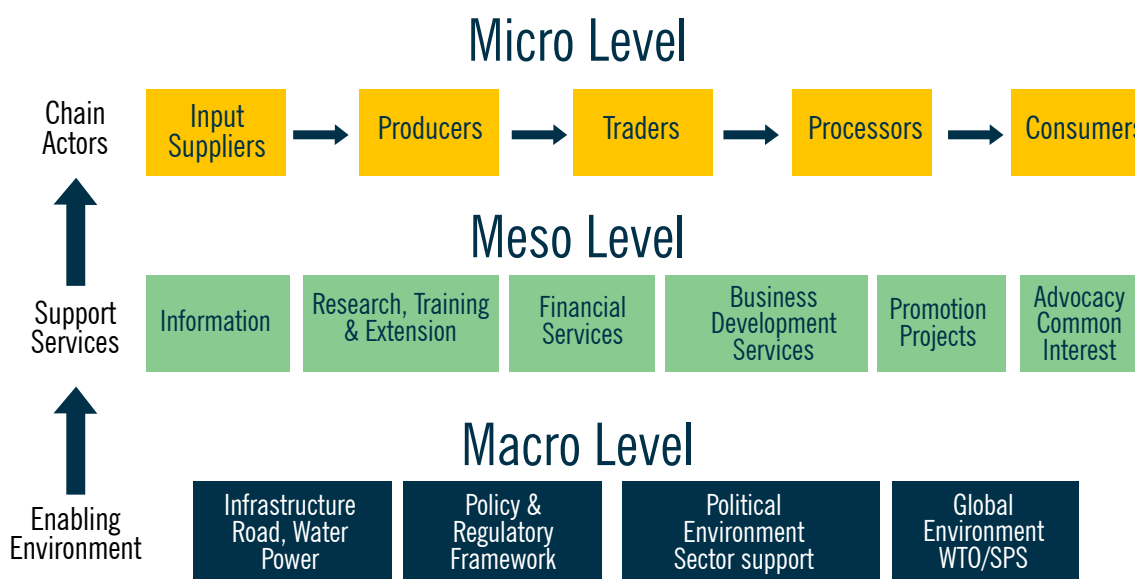 Micro Level
Chain
Actors
Input
Suppliers
Producers
Traders
Processors
Consumers
Meso Level
Support
Services
Information
Research, Training
& Extension
Financial
Services
Business
Development
Services
Promotion
Projects
Advocacy
Common
Interest
Macro Level
Enabling
Environment
Infrastructure
Road, Water
Power
Policy &
Regulatory
Framework
Political
Environment
Sector support
Global
Environment
WTO/SPS